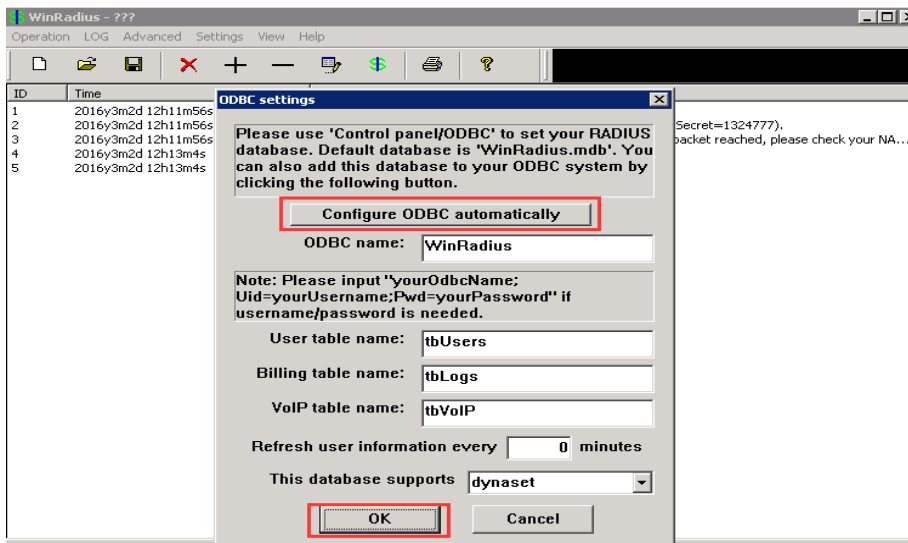 WinRadius - ???
Operation LOG Advanced Settings View Help
ID Time
1 2016y3m2d 12h11m56s
2 2016y3m2d 12h11m56s Secret=1324777).
3 2016y3m2d 12h11m56s packet reached, please check your NA...
4 2016y3m2d 12h13m4s
5 2016y3m2d 12h13m4s
ODBC settings
Please use 'Control panel/ODBC' to set your RADIUS
database. Default database is 'WinRadius.mdb'. You
can also add this database to your ODBC system by
clicking the following button.
Configure ODBC automatically
ODBC name: WinRadius
Note: Please input "yourOdbcName;
Uid=yourUsername;Pwd=yourPassword" if
username/password is needed.
User table name: tbUsers
Billing table name: tbLogs
VoIP table name: tbVoIP
Refresh user information every 0 minutes
This database supports dynaset
OK Cancel